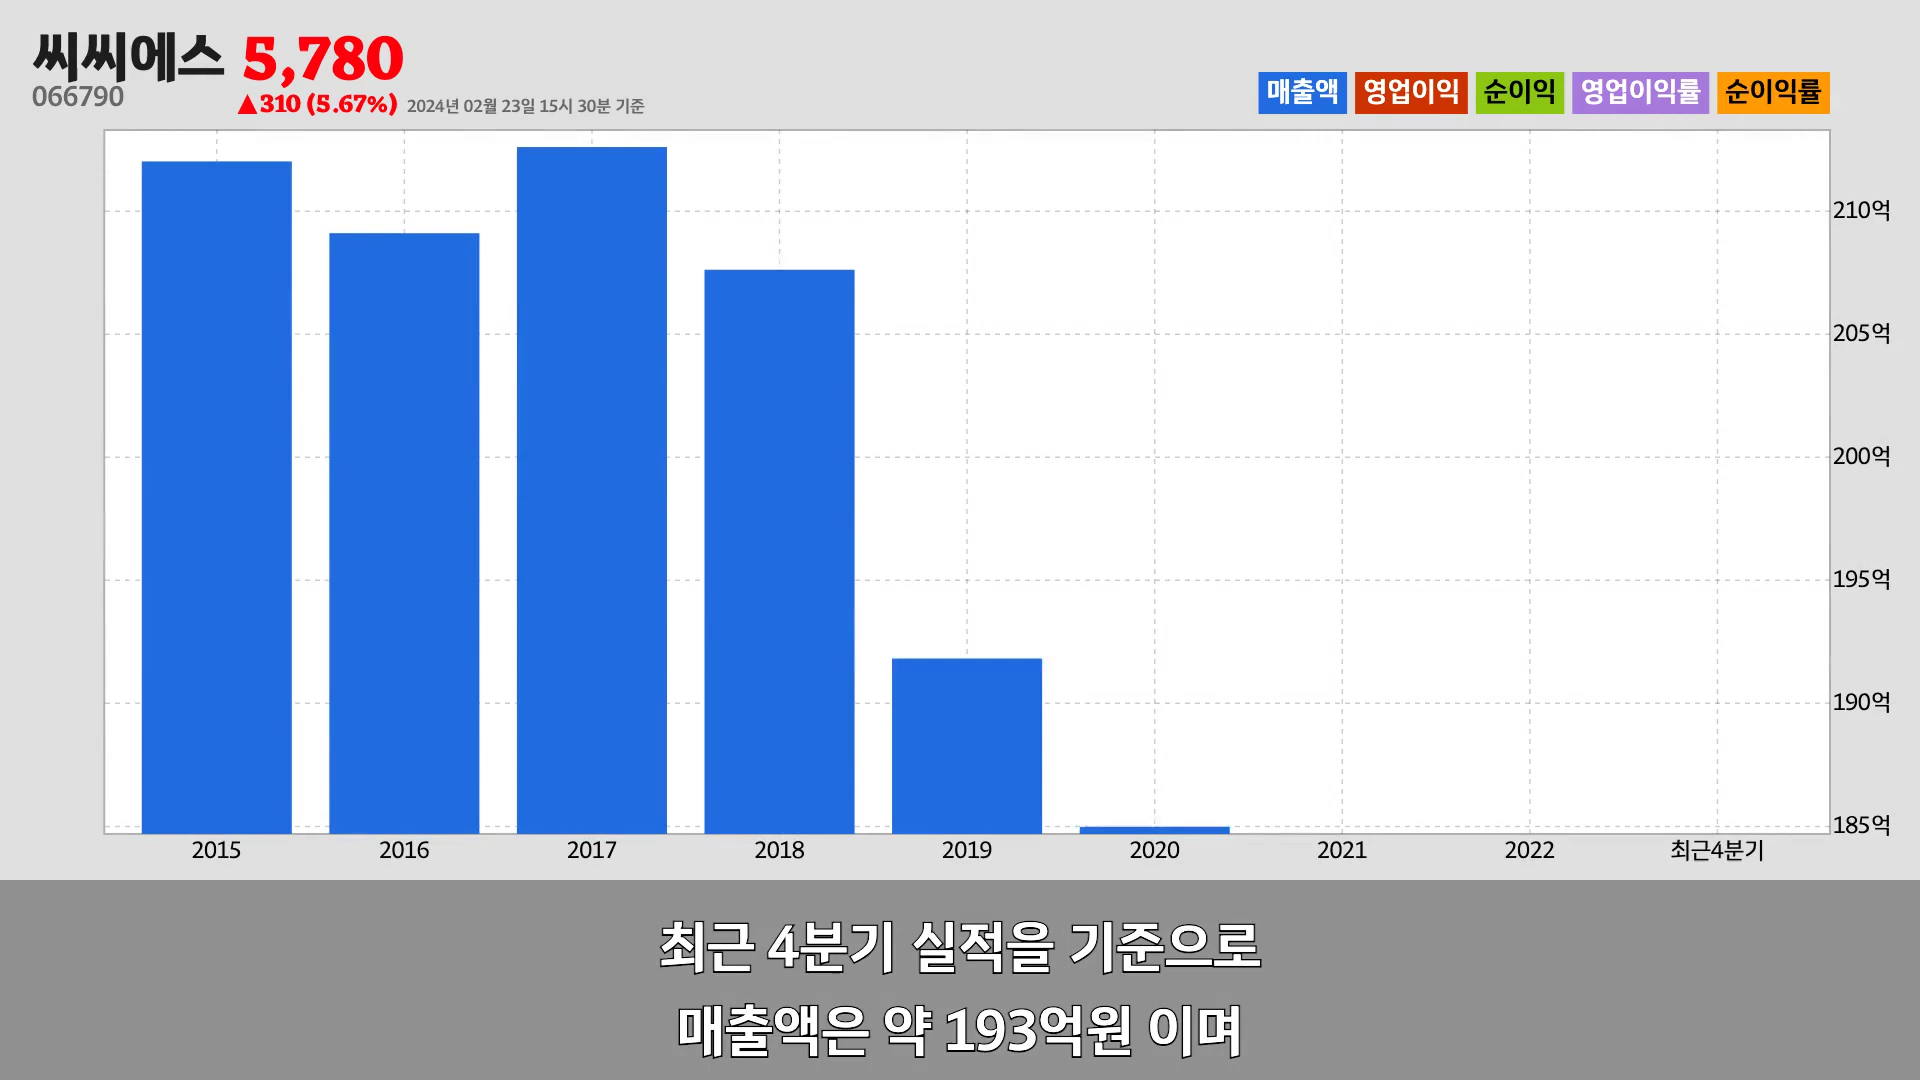 씨씨에스 5,780
066790
▲310 (5.67%) 2024년 02월 23일 15시 30분 기준
매출액 영업이익 순이익 영업이익률 순이익률
210억
205억
200억
195억
190억
185억
2015 2016 2017 2018 2019 2020 2021 2022 최근4분기
최근 4분기 실적을 기준으로
매출액은 약 193억원 이며